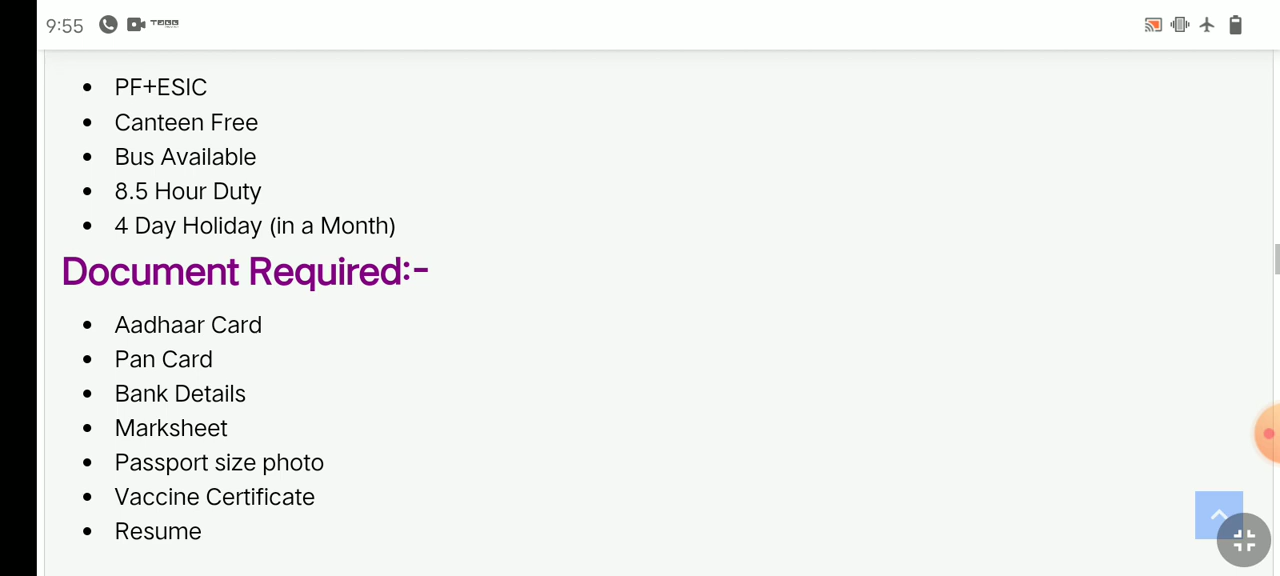 9:55
PF+ESIC
Canteen Free
Bus Available
8.5 Hour Duty
4 Day Holiday (in a Month)
Document Required:-
Aadhaar Card
Pan Card
Bank Details
Marksheet
Passport size photo
Vaccine Certificate
Resume